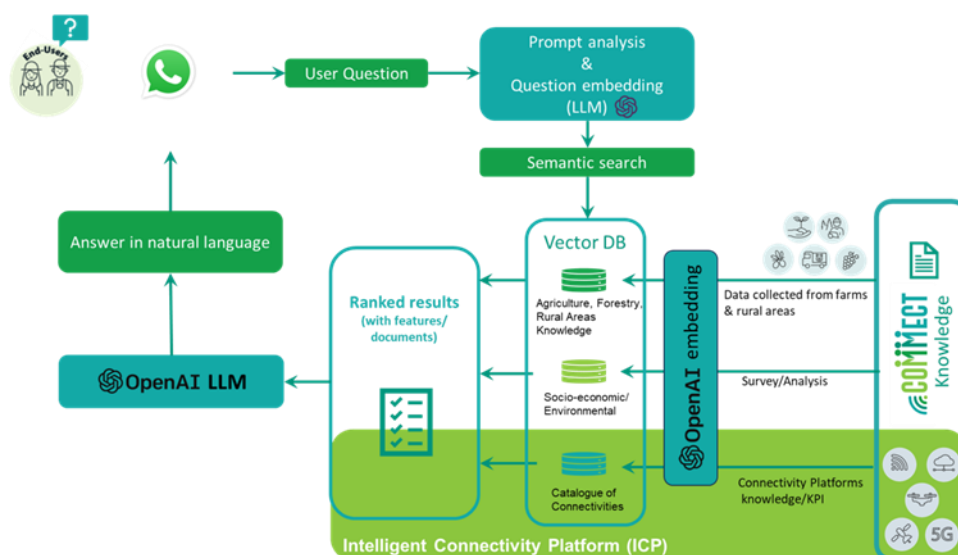 ?
End-Users
User Question
Prompt analysis
&
Question embedding
(LLM)
Semantic search
Answer in natural language
OpenAI LLM
Ranked results
(with features/
documents)
Vector DB
Agriculture, Forestry,
Rural Areas
Knowledge
Socio-economic/
Environmental
Catalogue of
Connectivities
OpenAI embedding
Data collected from farms
& rural areas
Survey/Analysis
Connectivity Platforms
knowledge/KPI
COMMECT
Knowledge
5G
Intelligent Connectivity Platform (ICP)